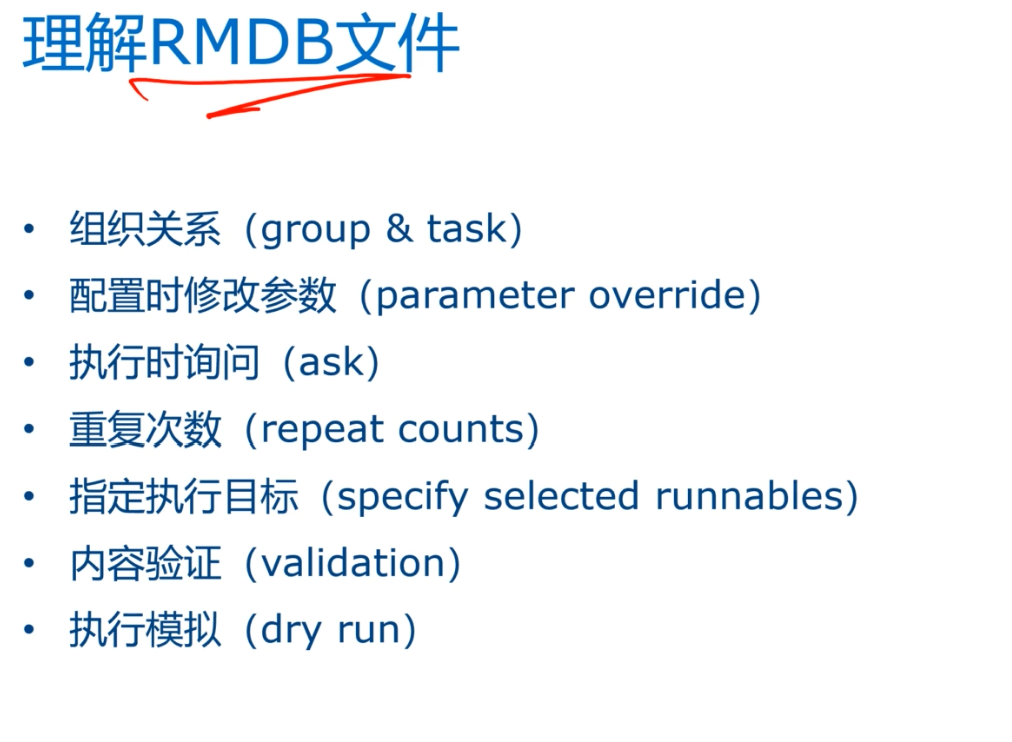 理解RMDB文件
• 组织关系（group & task）
• 配置时修改参数（parameter override）
• 执行时询问（ask）
• 重复次数（repeat counts）
• 指定执行目标（specify selected runnables）
• 内容验证（validation）
• 执行模拟（dry run）